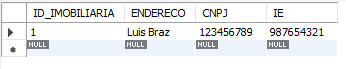 ID_IMOBILIARIA ENDERECO CNPJ IE
1 Luis Braz 123456789 987654321
NULL NULL NULL NULL